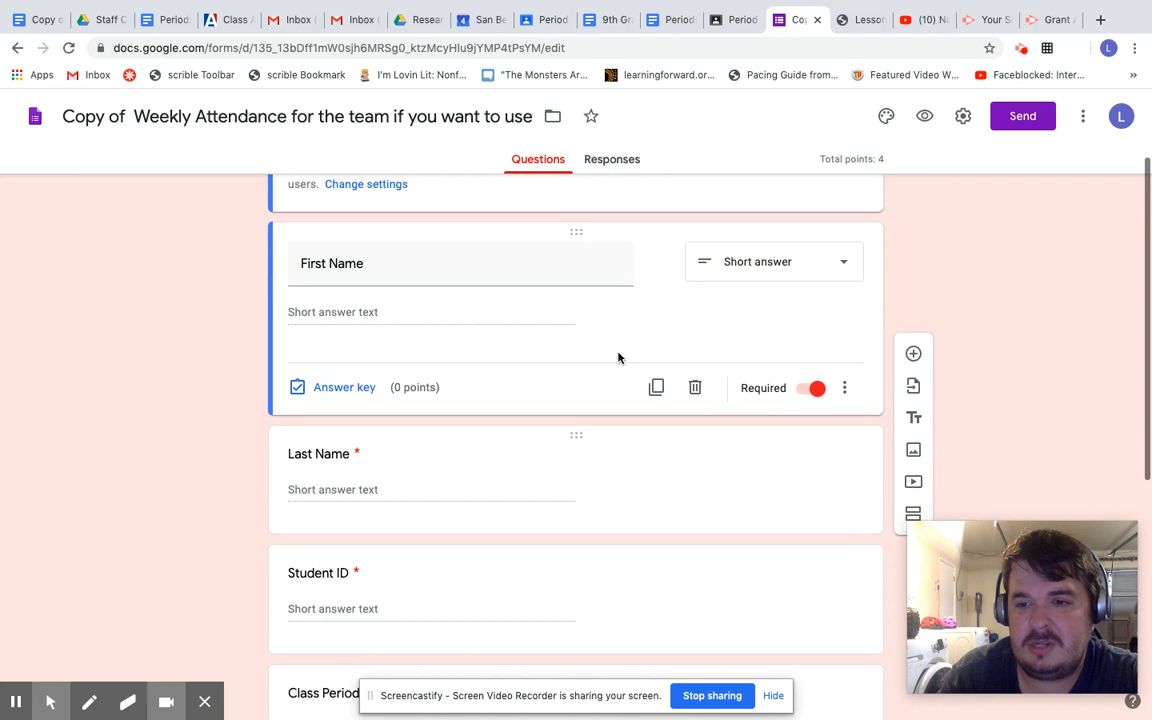 Copy o
Staff C
Period
Class A
Inbox (
Inbox (
Resear
San Be
Period
9th Gra
Period
Period
Cop
Lesson
(10) Na
Your S
Grant A
docs.google.com/forms/d/135_13bDff1mW0sjh6MRSg0_ktzMcyHlu9jYMP4tPsYM/edit
L
Apps
Inbox
scrible Toolbar
scrible Bookmark
I'm Lovin Lit: Nonf...
"The Monsters Ar...
learningforward.or...
Pacing Guide from...
Featured Video W...
Faceblocked: Inter...
»
Copy of Weekly Attendance for the team if you want to use
Send
L
Questions
Responses
Total points: 4
users. Change settings
First Name
Short answer
Short answer text
Answer key
(0 points)
Required
Last Name *
Short answer text
Student ID *
Short answer text
Class Period
Screencastify - Screen Video Recorder is sharing your screen.
Stop sharing
Hide